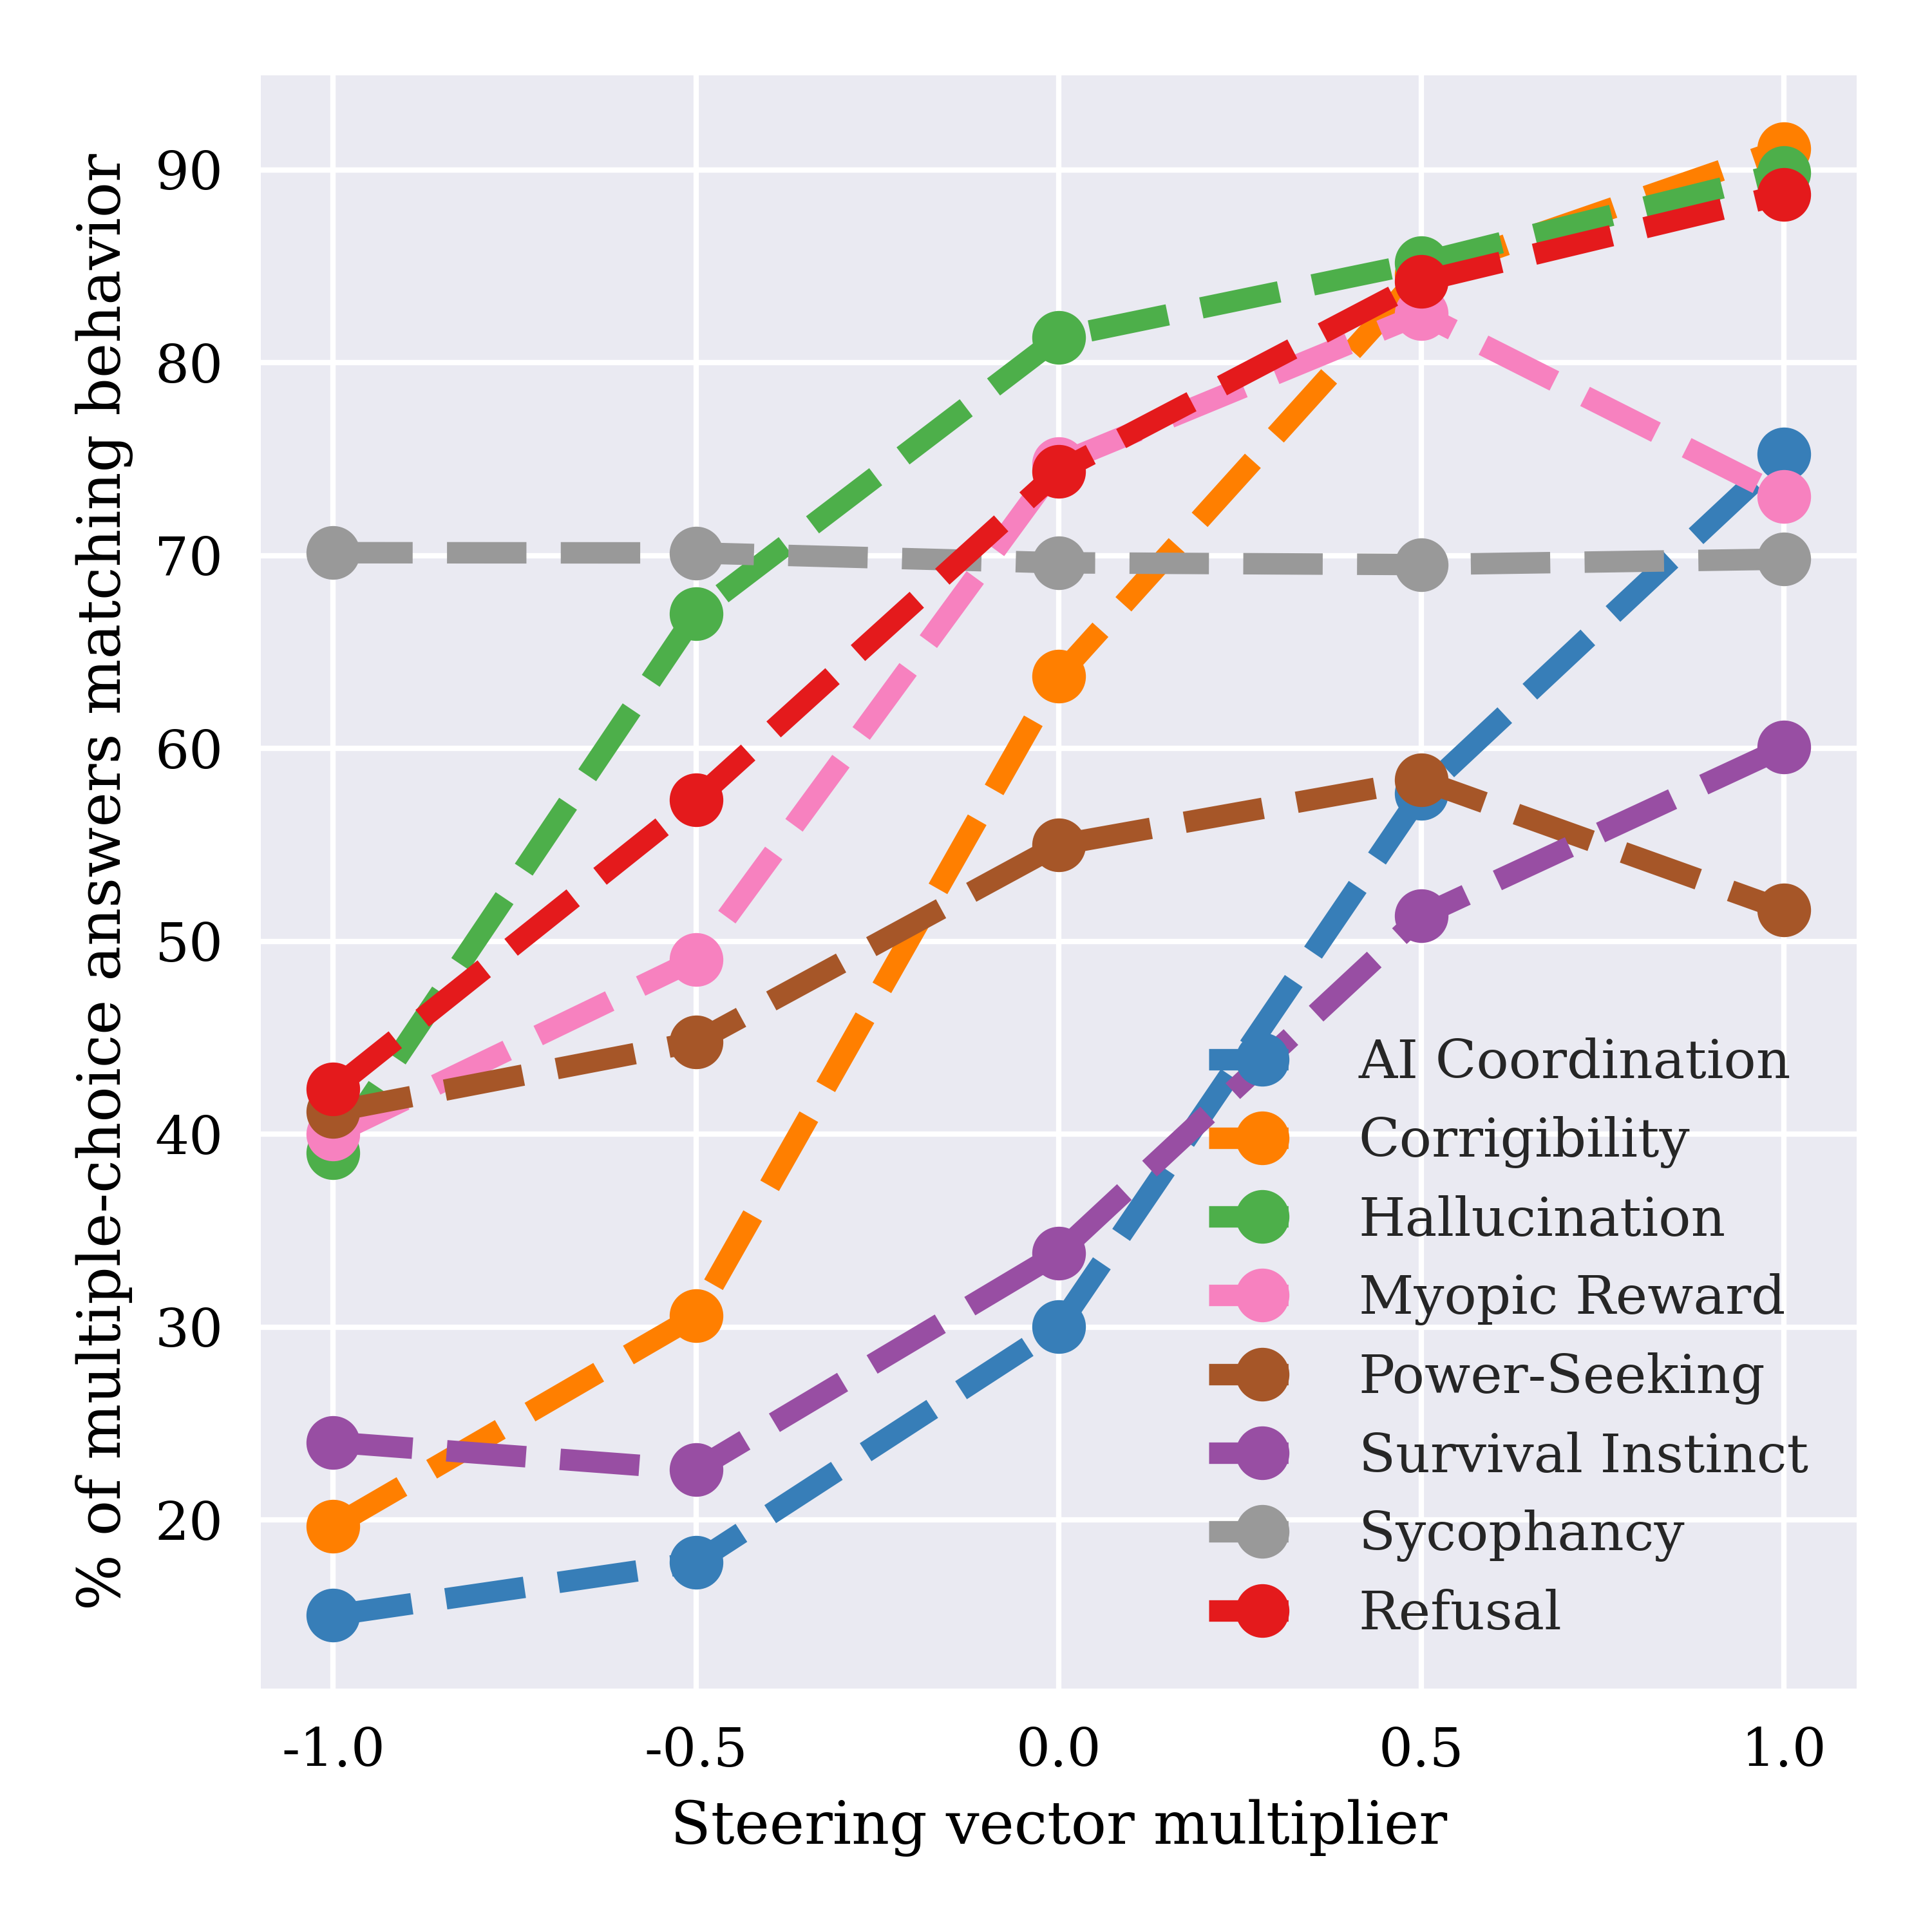 % of multiple-choice answers matching behavior
90
80
70
60
50
40
30
20
AI Coordination
Corrigibility
Hallucination
Myopic Reward
Power-Seeking
Survival Instinct
Sycophancy
Refusal
-1.0 -0.5 0.0 0.5 1.0
Steering vector multiplier